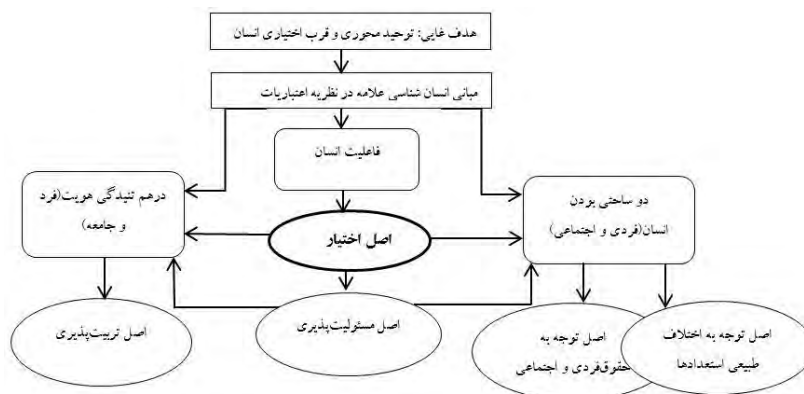 هدف غایی: توحید محوری و قرب اختیاری انسان
مبانی انسان شناسی علامه در نظریه اعتباریات
فاعلیت انسان
دو ساحتی بودن
انسان(فردی و اجتماعی)
درهم تنیدگی هویت(فرد
و جامعه)
اصل اختیار
اصل توجه به اختلاف
طبیعی استعدادها
اصل توجه به
حقوق‌فردی و اجتماعی
اصل مسئولیت‌پذیری
اصل تربیت‌پذیری